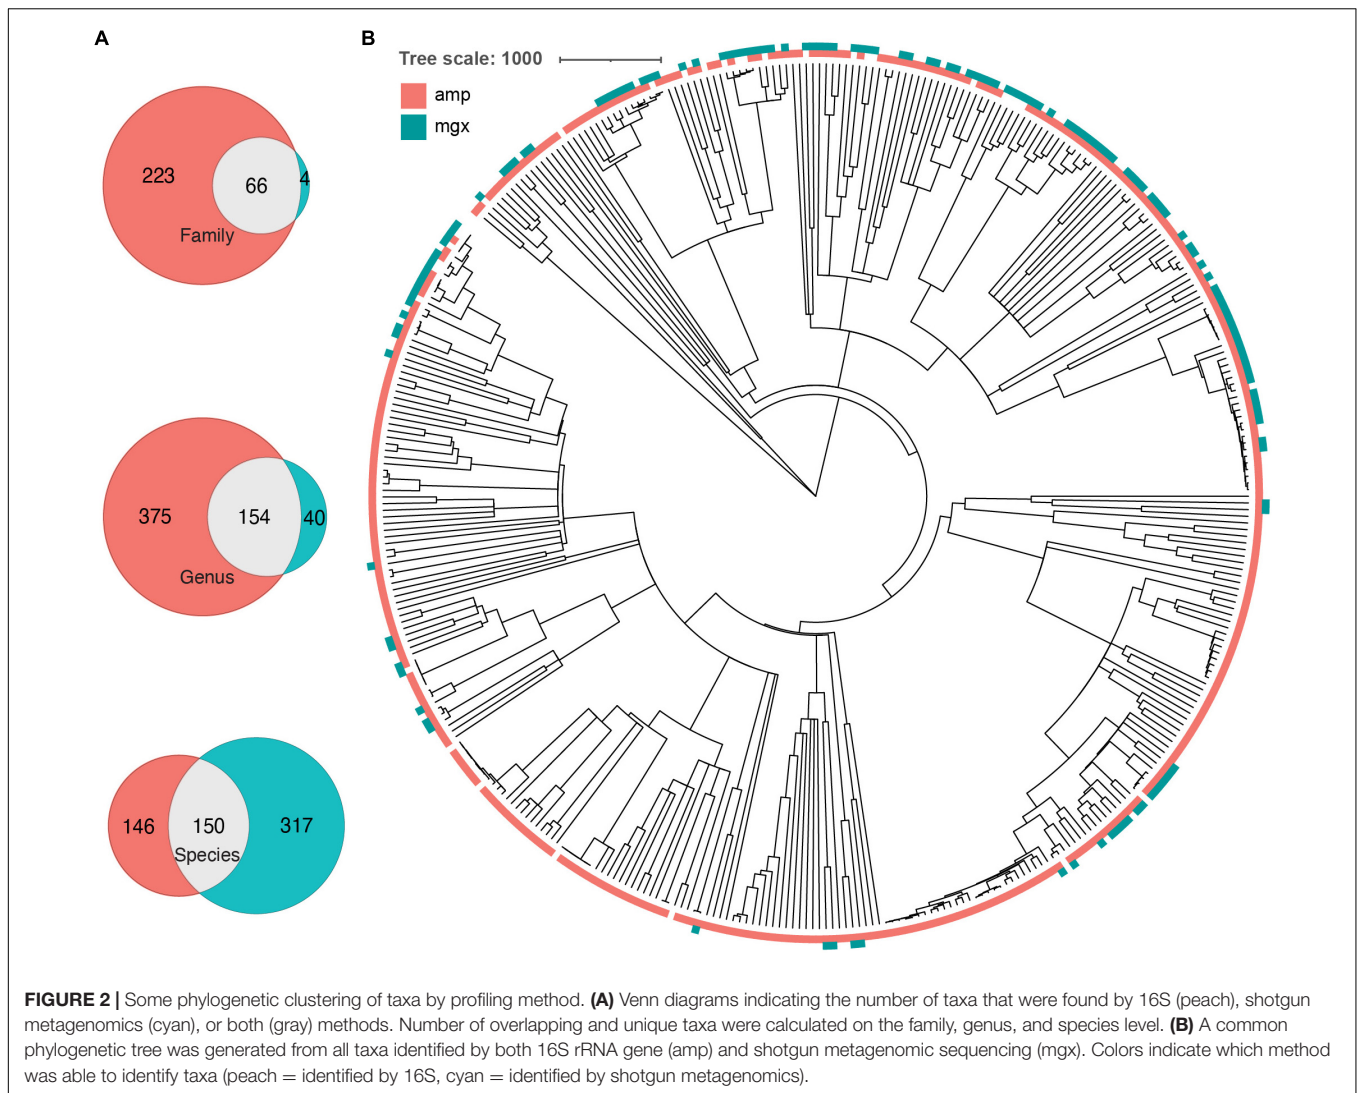 A
B
Tree scale: 1000
amp
mgx
223
66
4
Family
375
154
40
Genus
146
150
317
Species
FIGURE 2 | Some phylogenetic clustering of taxa by profiling method. (A) Venn diagrams indicating the number of taxa that were found by 16S (peach), shotgun
metagenomics (cyan), or both (gray) methods. Number of overlapping and unique taxa were calculated on the family, genus, and species level. (B) A common
phylogenetic tree was generated from all taxa identified by both 16S rRNA gene (amp) and shotgun metagenomic sequencing (mgx). Colors indicate which method
was able to identify taxa (peach = identified by 16S, cyan = identified by shotgun metagenomics).